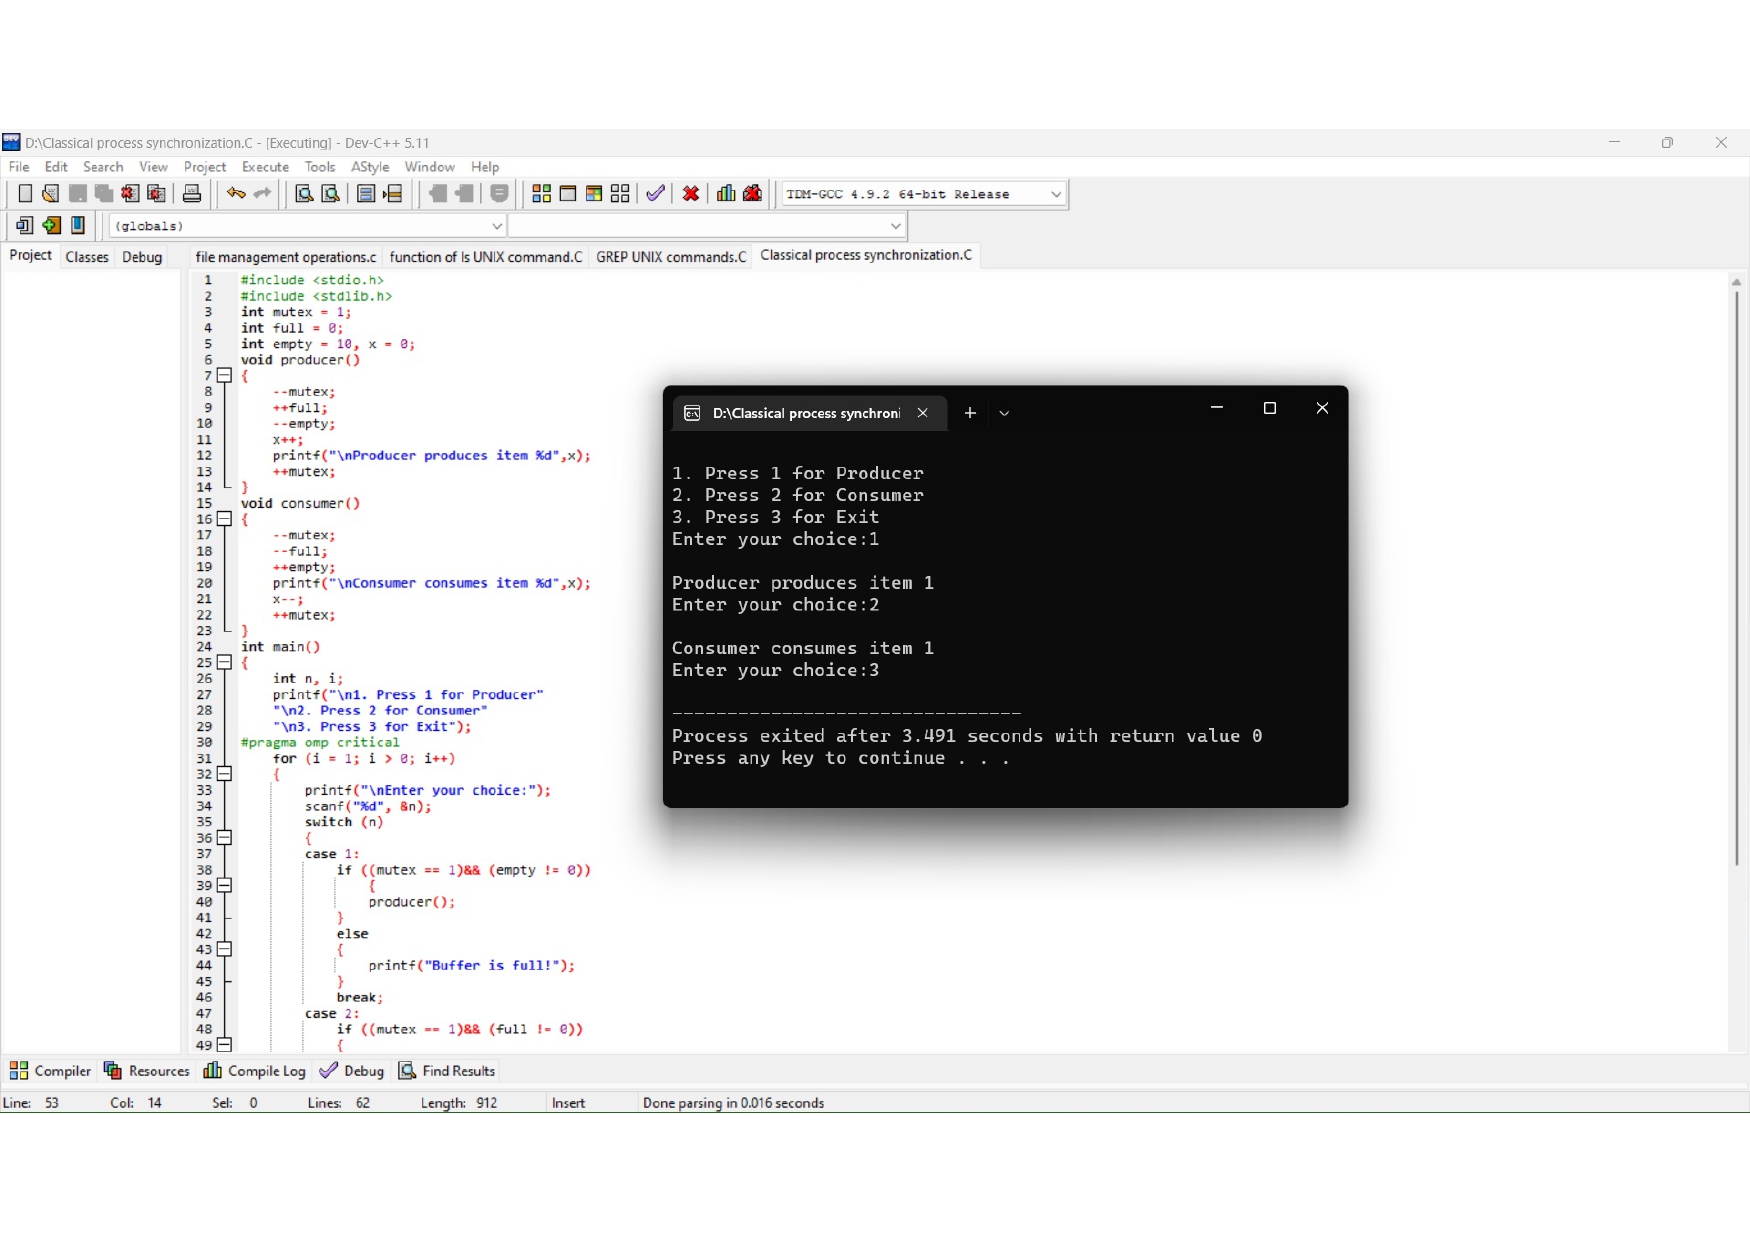 D:\Classical process synchronization.C - [Executing] - Dev-C++ 5.11
File Edit Search View Project Execute Tools AStyle Window Help
TDM-GCC 4.9.2 64-bit Release
(globals)
Project Classes Debug
file management operations.c function of ls UNIX command.C GREP UNIX commands.C Classical process synchronization.C
1 #include <stdio.h>
2 #include <stdlib.h>
3 int mutex = 1;
4 int full = 0;
5 int empty = 10, x = 0;
6 void producer()
7 {
8 --mutex;
9 ++full;
10 --empty;
11 x++;
12 printf("\nProducer produces item %d",x);
13 ++mutex;
14 }
15 void consumer()
16 {
17 --mutex;
18 --full;
19 ++empty;
20 printf("\nConsumer consumes item %d",x);
21 x--;
22 ++mutex;
23 }
24 int main()
25 {
26 int n, i;
27 printf("\n1. Press 1 for Producer"
28 "\n2. Press 2 for Consumer"
29 "\n3. Press 3 for Exit");
30 #pragma omp critical
31 for (i = 1; i > 0; i++)
32 {
33 printf("\nEnter your choice:");
34 scanf("%d", &n);
35 switch (n)
36 {
37 case 1:
38 if ((mutex == 1)&& (empty != 0))
39 {
40 producer();
41 }
42 else
43 {
44 printf("Buffer is full!");
45 }
46 break;
47 case 2:
48 if ((mutex == 1)&& (full != 0))
49 {
D:\Classical process synchroni
1. Press 1 for Producer
2. Press 2 for Consumer
3. Press 3 for Exit
Enter your choice:1
Producer produces item 1
Enter your choice:2
Consumer consumes item 1
Enter your choice:3
--------------------------------
Process exited after 3.491 seconds with return value 0
Press any key to continue . . .
Compiler Resources Compile Log Debug Find Results
Line: 53 Col: 14 Sel: 0 Lines: 62 Length: 912 Insert Done parsing in 0.016 seconds